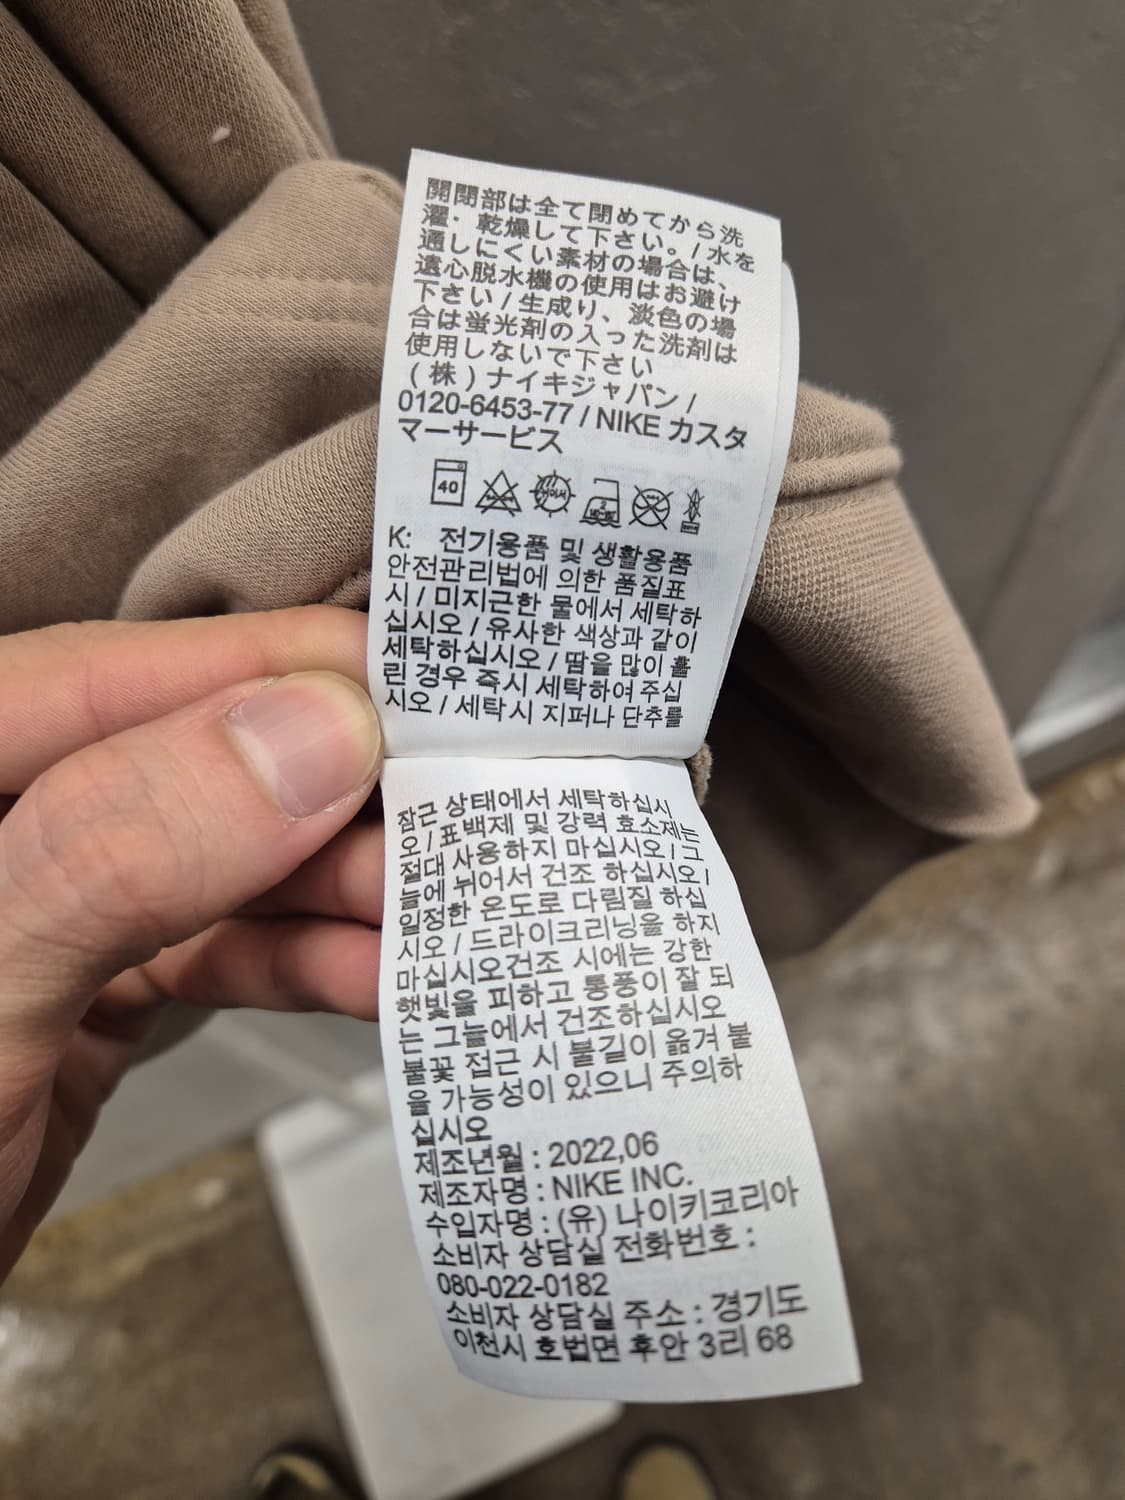 開閉部は全て閉めてから洗
濯・乾燥して下さい。/ 水を
通しにくい素材の場合は、
遠心脱水機の使用はお避け
下さい / 生成り、淡色の場
合は蛍光剤の入った洗剤は
使用しないで下さい
(株)ナイキジャパン /
0120-6453-77 / NIKE カスタ
マーサービス
40
K: 전기용품 및 생활용품
안전관리법에 의한 품질표
시 / 미지근한 물에서 세탁하
십시오 / 유사한 색상과 같이
세탁하십시오 / 땀을 많이 흘
린 경우 즉시 세탁하여 주십
시오 / 세탁시 지퍼나 단추를
잠근 상태에서 세탁하십시
오 / 표백제 및 강력 효소제는
절대 사용하지 마십시오 / 그
늘에 뉘어서 건조 하십시오 /
일정한 온도로 다림질 하십
시오 / 드라이크리닝을 하지
마십시오건조 시에는 강한
햇빛을 피하고 통풍이 잘 되
는 그늘에서 건조하십시오
불꽃 접근 시 불길이 옮겨 붙
을 가능성이 있으니 주의하
십시오
제조년월 : 2022,06
제조자명 : NIKE INC.
수입자명 : (유) 나이키코리아
소비자 상담실 전화번호 :
080-022-0182
소비자 상담실 주소 : 경기도
이천시 호법면 후안 3리 68